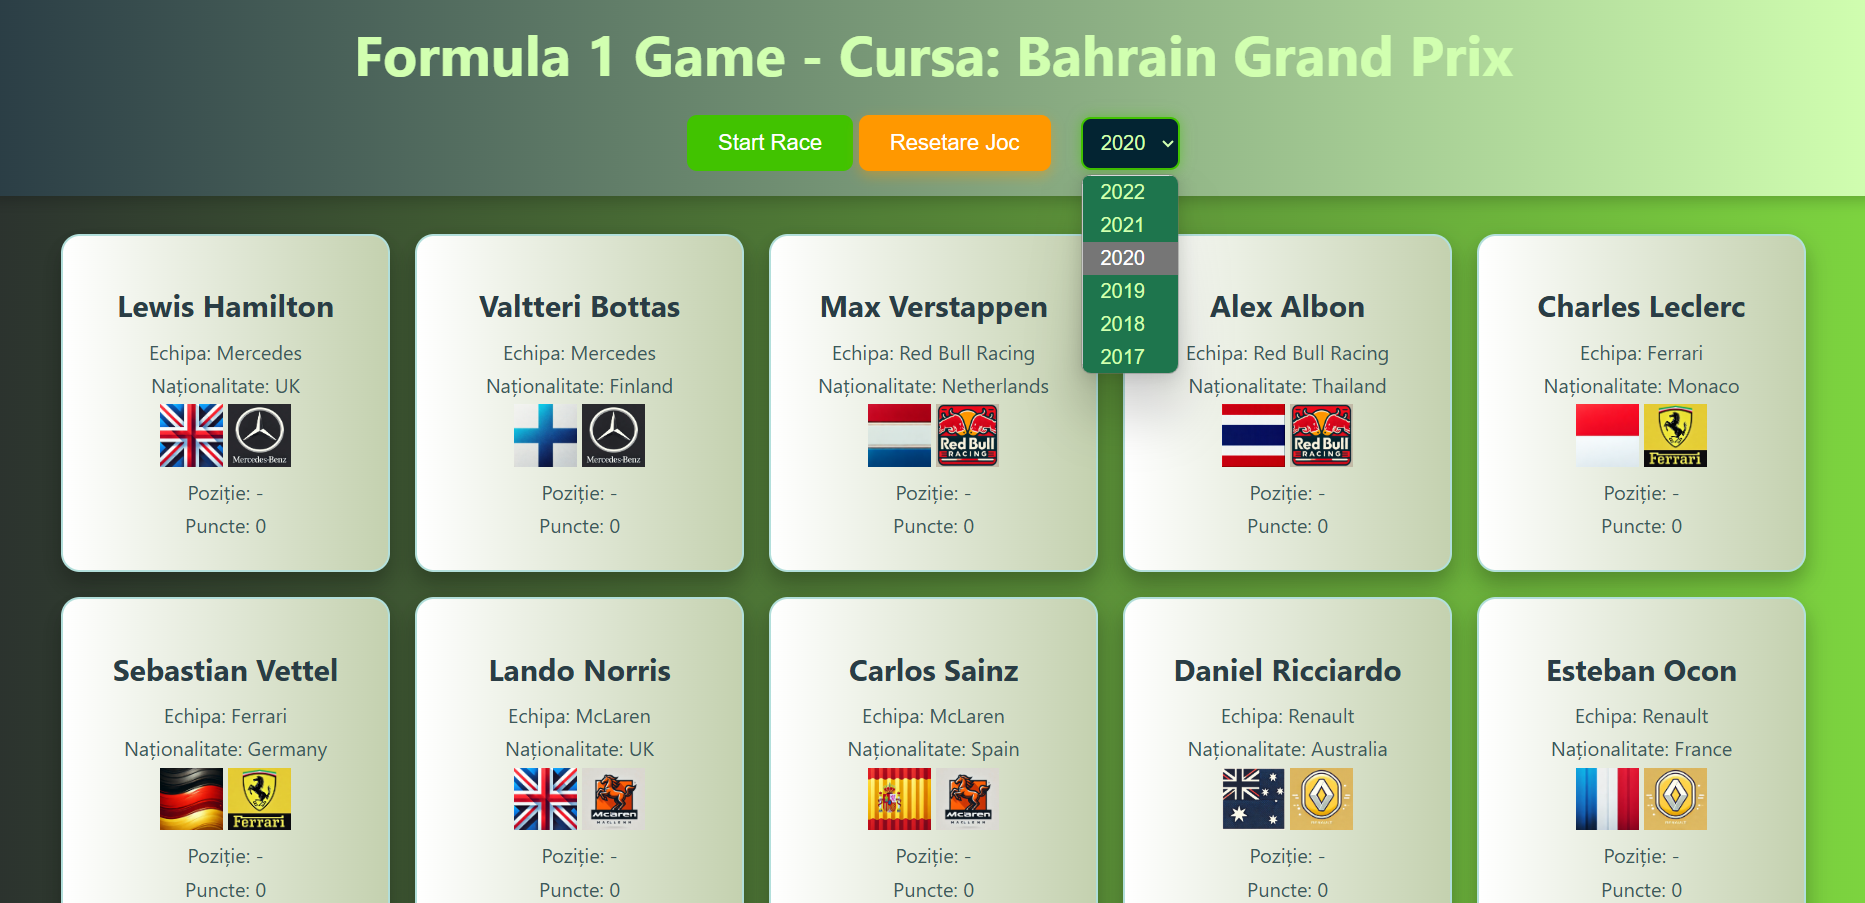 Formula 1 Game - Cursa: Bahrain Grand Prix
Start Race
Resetare Joc
2020
2022
2021
2020
2019
2018
2017
Lewis Hamilton
Echipa: Mercedes
Naționalitate: UK
Mercedes-Benz
Poziție: -
Puncte: 0
Valtteri Bottas
Echipa: Mercedes
Naționalitate: Finland
Mercedes-Benz
Poziție: -
Puncte: 0
Max Verstappen
Echipa: Red Bull Racing
Naționalitate: Netherlands
Red Bull
RACING
Poziție: -
Puncte: 0
Alex Albon
Echipa: Red Bull Racing
Naționalitate: Thailand
Red Bull
RACING
Poziție: -
Puncte: 0
Charles Leclerc
Echipa: Ferrari
Naționalitate: Monaco
Ferrari
Poziție: -
Puncte: 0
Sebastian Vettel
Echipa: Ferrari
Naționalitate: Germany
Ferrari
Poziție: -
Puncte: 0
Lando Norris
Echipa: McLaren
Naționalitate: UK
Mcaren
Poziție: -
Puncte: 0
Carlos Sainz
Echipa: McLaren
Naționalitate: Spain
Mcaren
Poziție: -
Puncte: 0
Daniel Ricciardo
Echipa: Renault
Naționalitate: Australia
Poziție: -
Puncte: 0
Esteban Ocon
Echipa: Renault
Naționalitate: France
Poziție: -
Puncte: 0